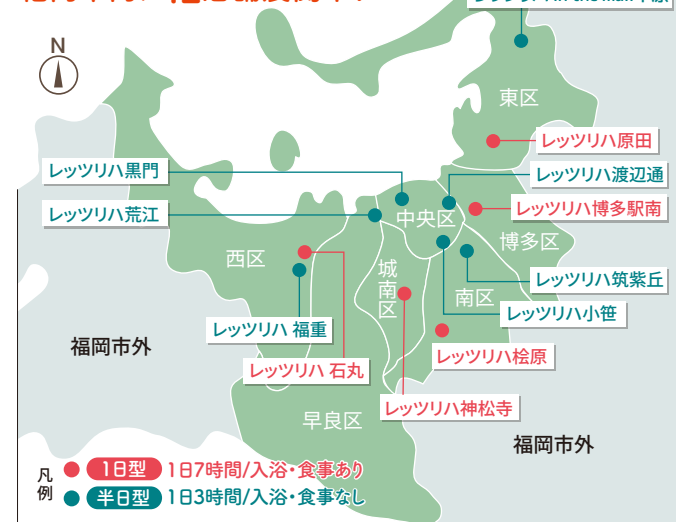 N
東区
レッツリハ原田
レッツリハ黒門
レッツリハ渡辺通
レッツリハ荒江
中央区
レッツリハ博多駅南
博多区
西区
城南区
レッツリハ筑紫丘
南区
レッツリハ小笹
レッツリハ 福重
福岡市外
レッツリハ桧原
レッツリハ 石丸
レッツリハ神松寺
早良区
福岡市外
凡例
1日型 1日7時間/入浴・食事あり
半日型 1日3時間/入浴・食事なし